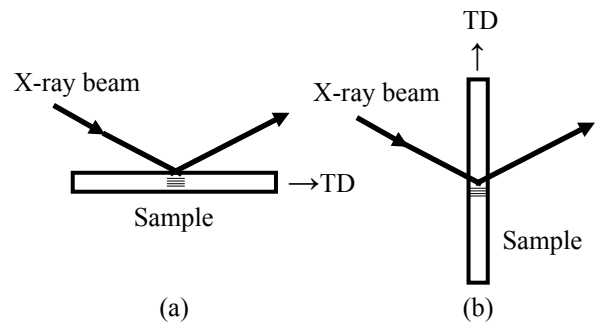 X-ray beam
→TD
Sample
(a)
TD
X-ray beam
Sample
(b)